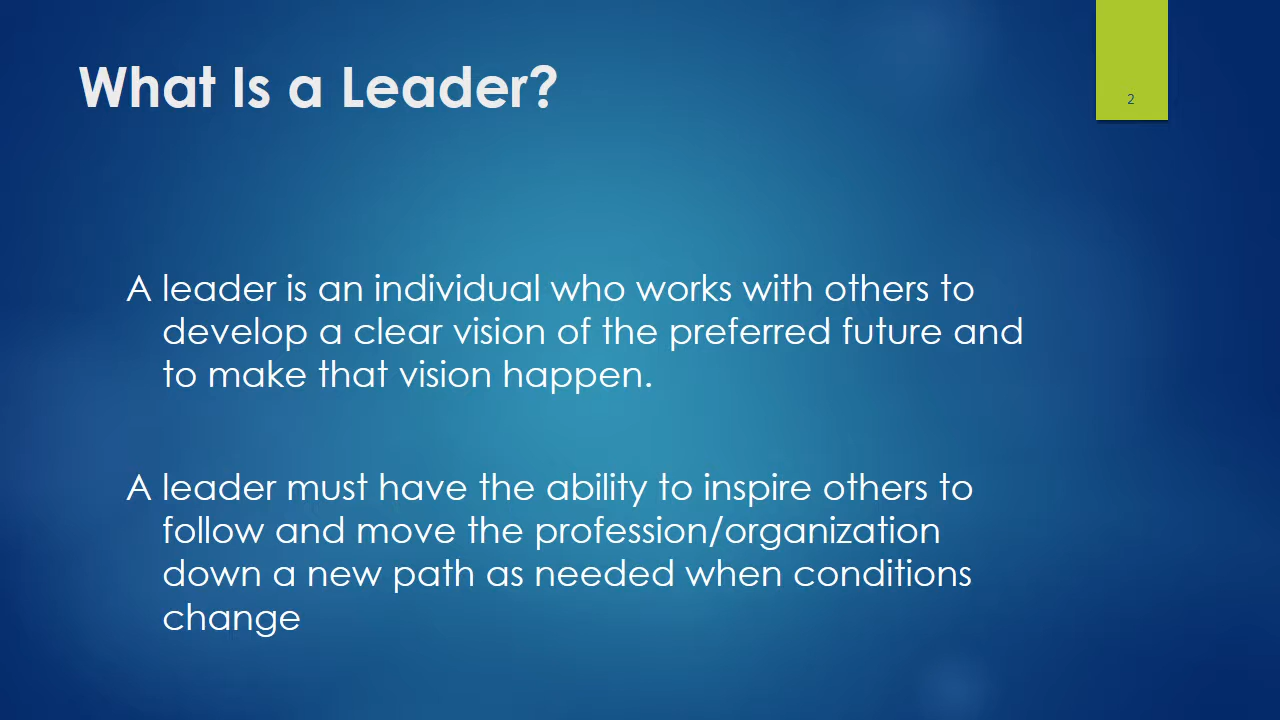 What Is a Leader?
2
A leader is an individual who works with others to
develop a clear vision of the preferred future and
to make that vision happen.
A leader must have the ability to inspire others to
follow and move the profession/organization
down a new path as needed when conditions
change